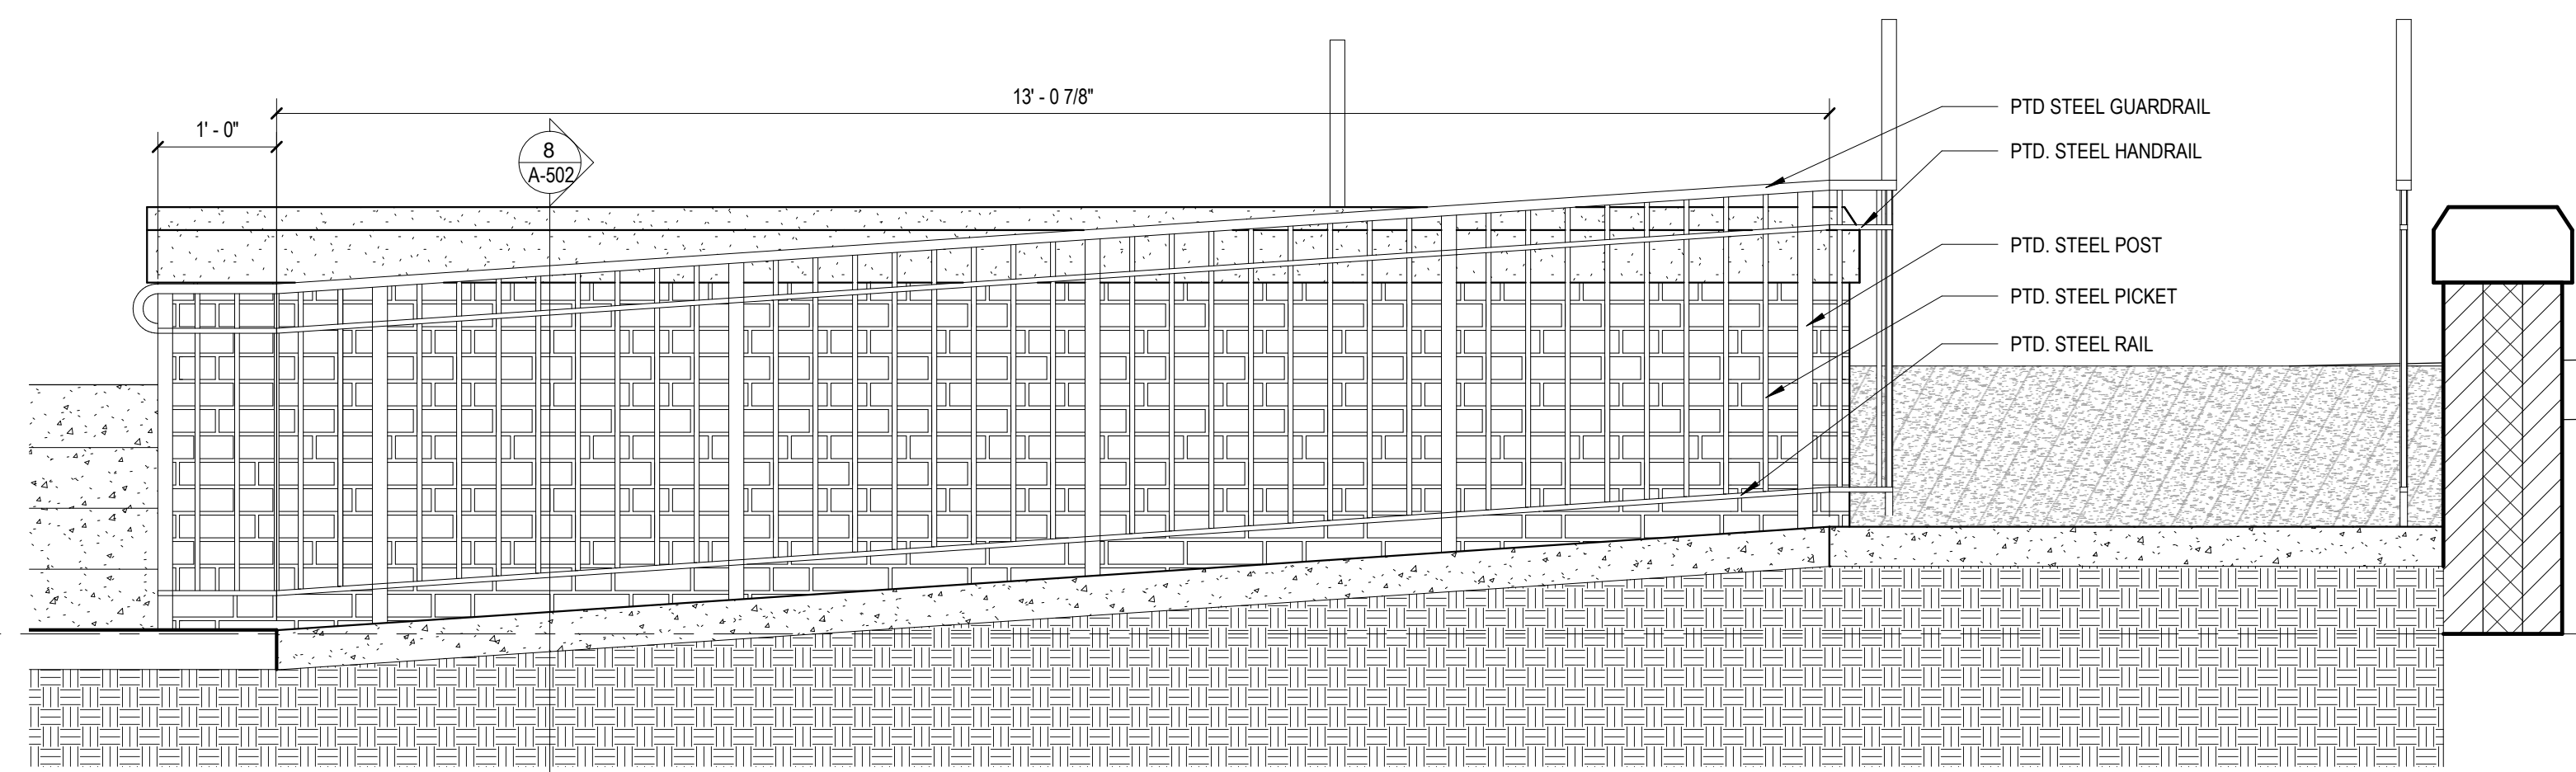 13' - 0 7/8"
1' - 0"
8
A-502
PTD STEEL GUARDRAIL
PTD. STEEL HANDRAIL
PTD. STEEL POST
PTD. STEEL PICKET
PTD. STEEL RAIL